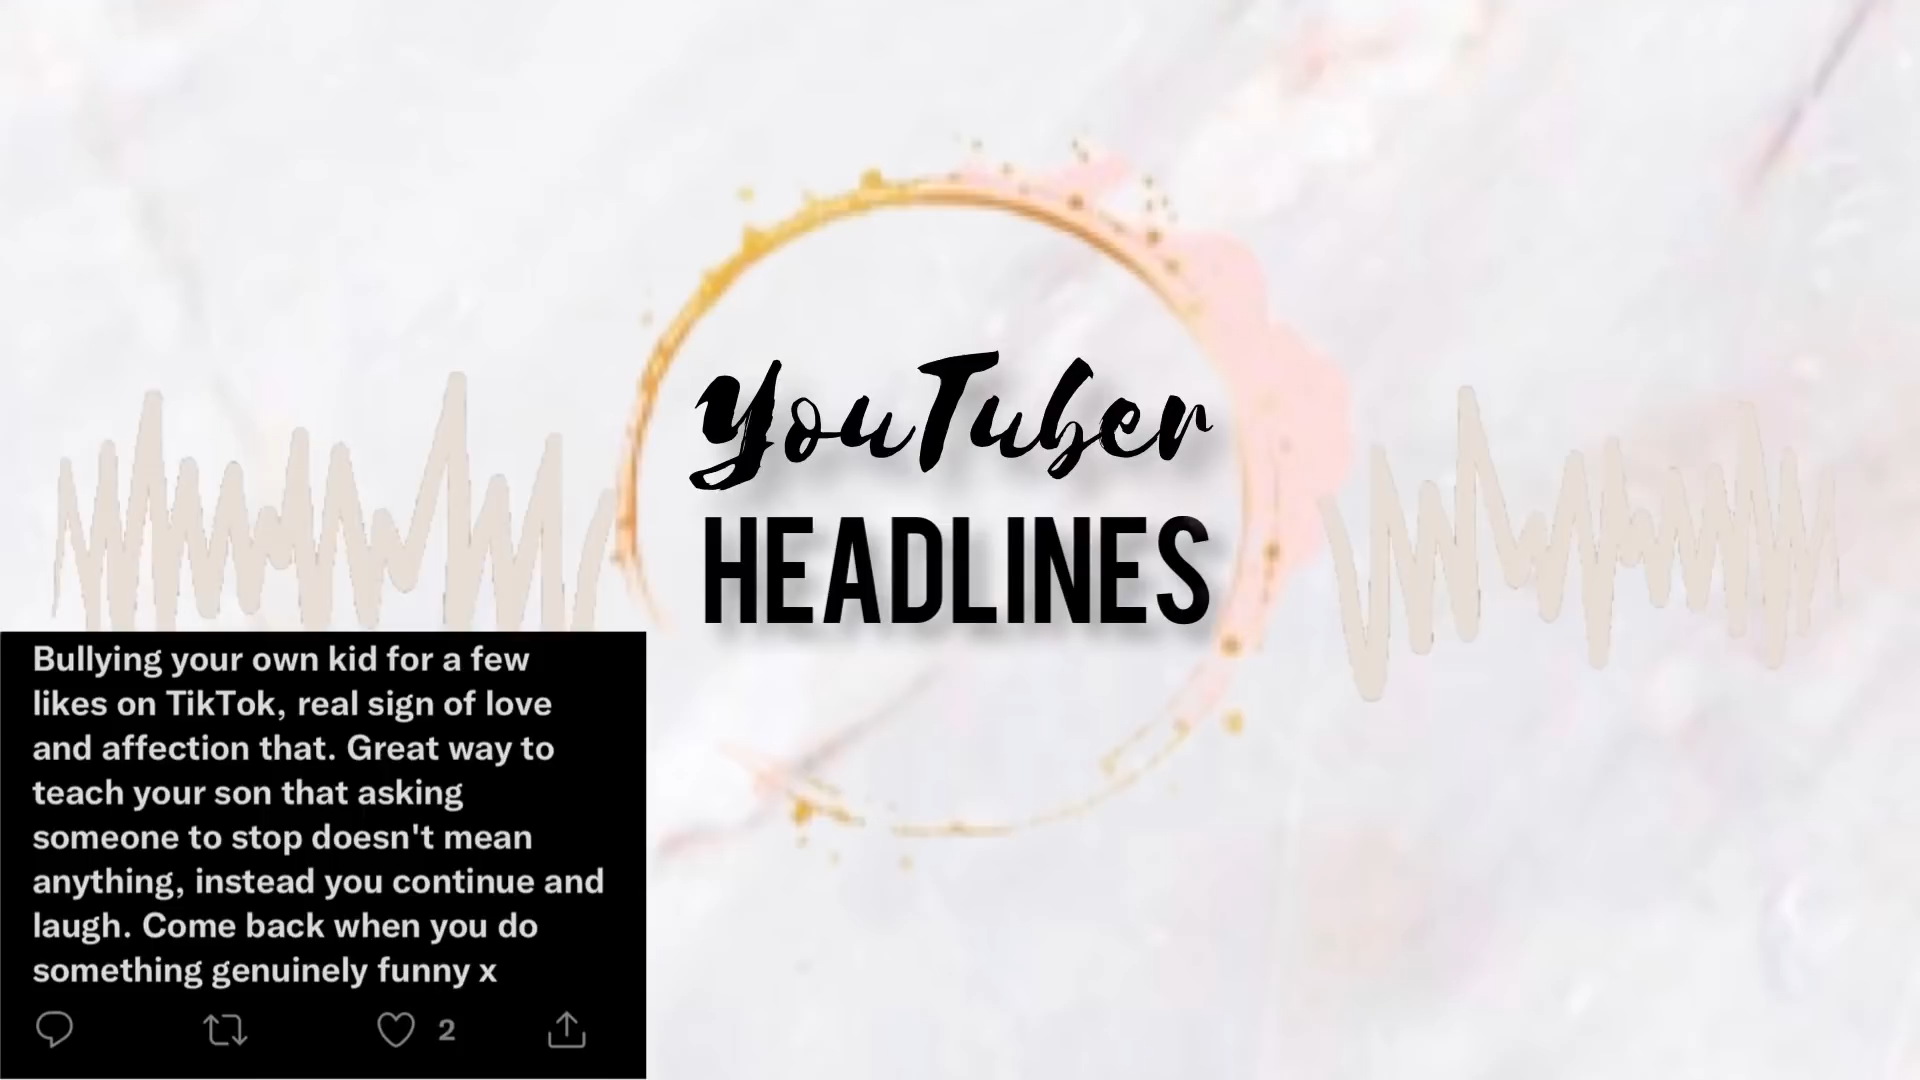 YouTuber
HEADLINES
Bullying your own kid for a few
likes on TikTok, real sign of love
and affection that. Great way to
teach your son that asking
someone to stop doesn't mean
anything, instead you continue and
laugh. Come back when you do
something genuinely funny x
2